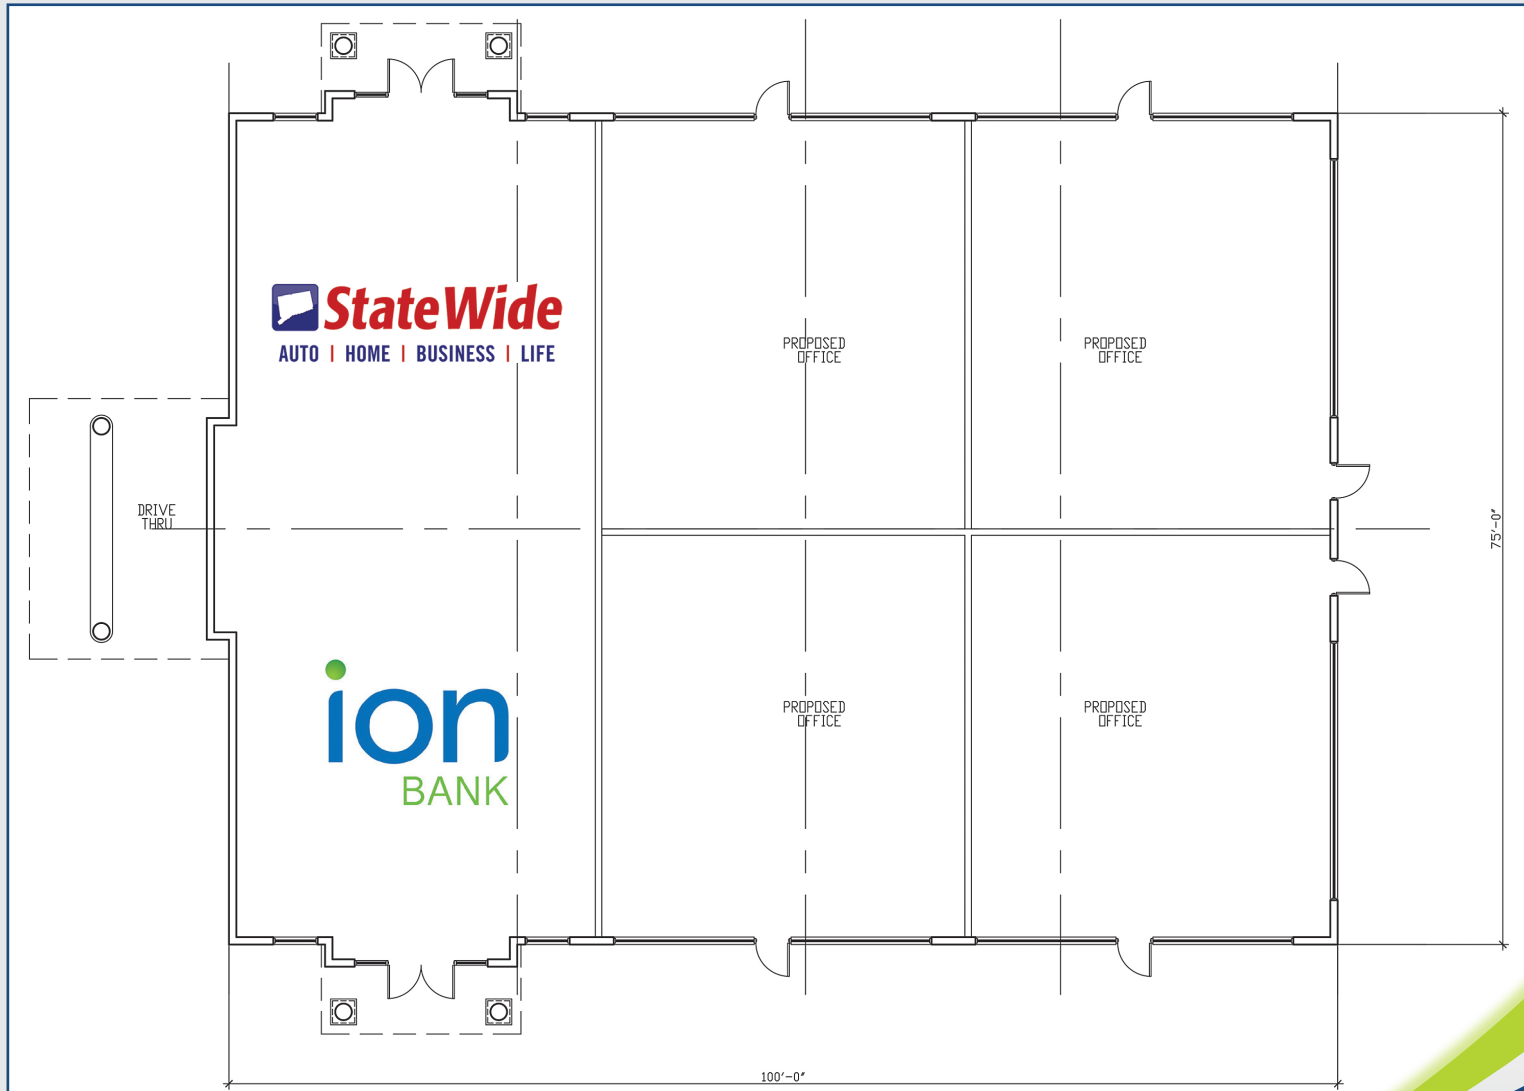 StateWide
AUTO | HOME | BUSINESS | LIFE
PROPOSED
OFFICE
PROPOSED
OFFICE
DRIVE
THRU
75'-0"
ion
BANK
PROPOSED
OFFICE
PROPOSED
OFFICE
100'-0"